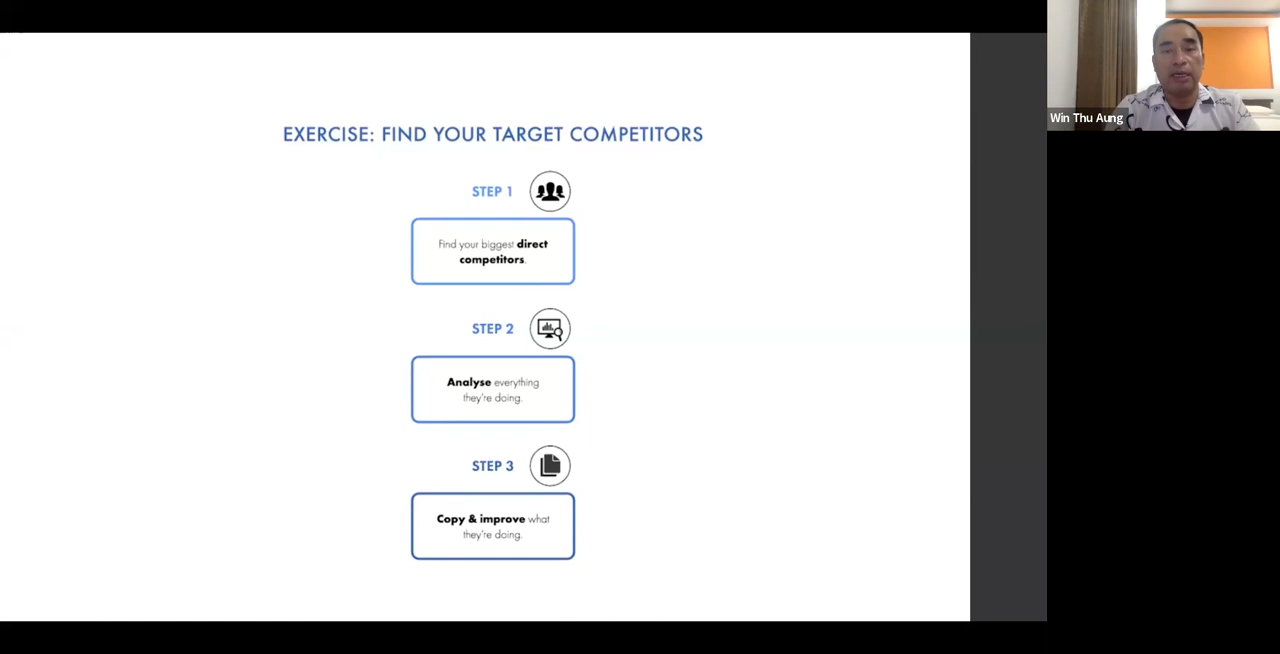 EXERCISE: FIND YOUR TARGET COMPETITORS
STEP 1
Find your biggest direct
competitors.
STEP 2
Analyse everything
they're doing.
STEP 3
Copy & improve what
they're doing.
Win Thu Aung